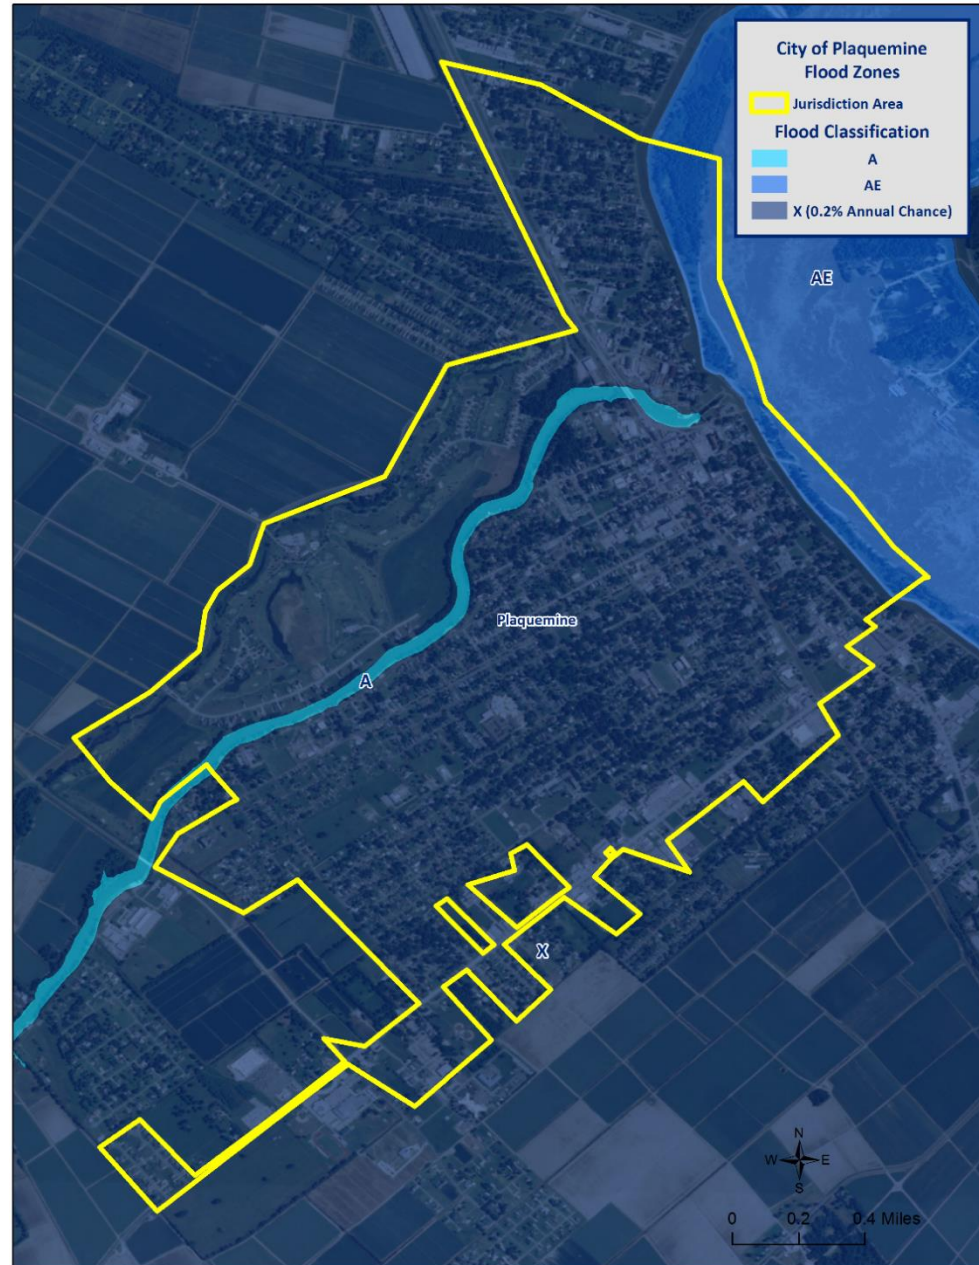 City of Plaquemine
Flood Zones
Jurisdiction Area
Flood Classification
A
AE
X (0.2% Annual Chance)
AE
Plaquemine
A
X
N
W E
S
0 0.2 0.4 Miles